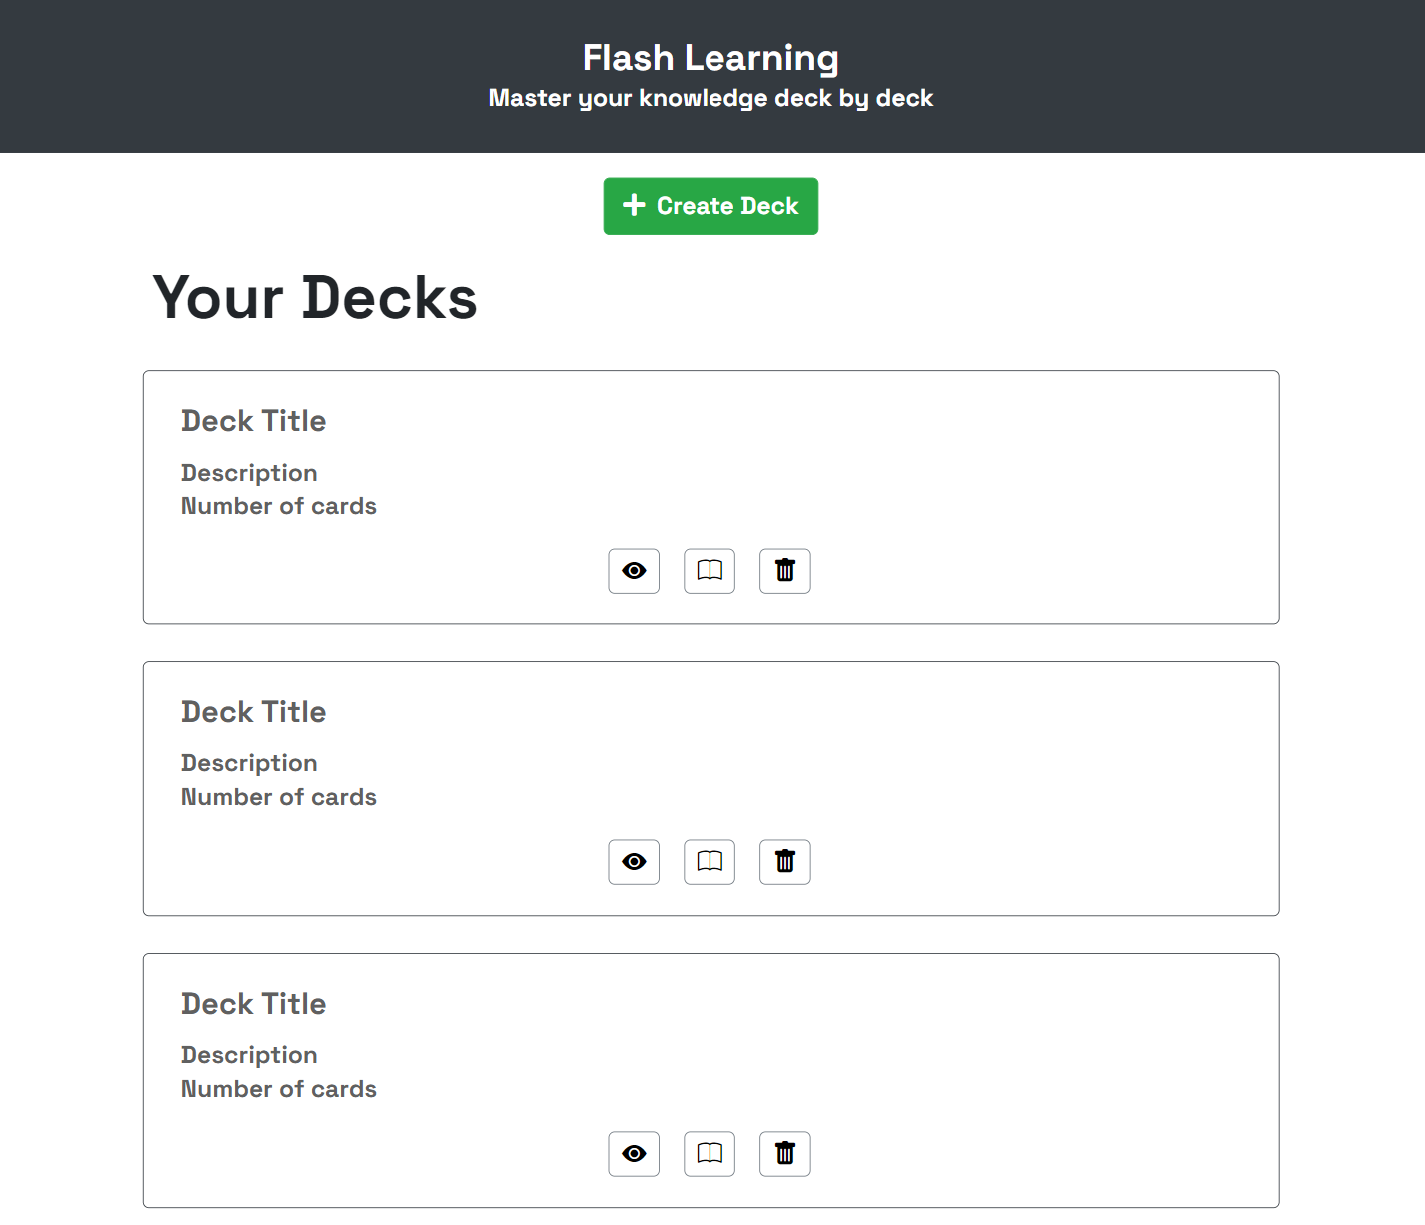 Flash Learning
Master your knowledge deck by deck
Create Deck
Your Decks
Deck Title
Description
Number of cards
Deck Title
Description
Number of cards
Deck Title
Description
Number of cards